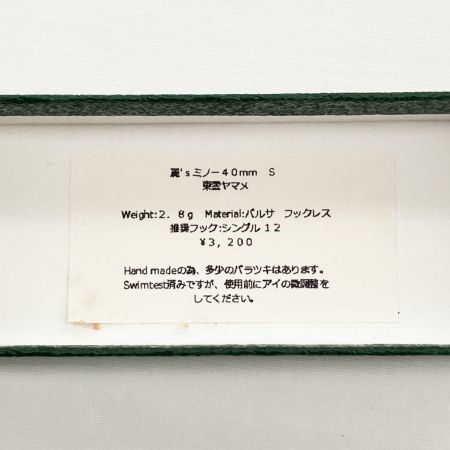 麗'sミノー40mm S
東雲ヤマメ
Weight:2.8g Material:バルサ フックレス
推奨フック:シングル12
¥3,200
Hand madeの為、多少のバラツキはあります。
Swimtest済みですが、使用前にアイの微調整を
してください。